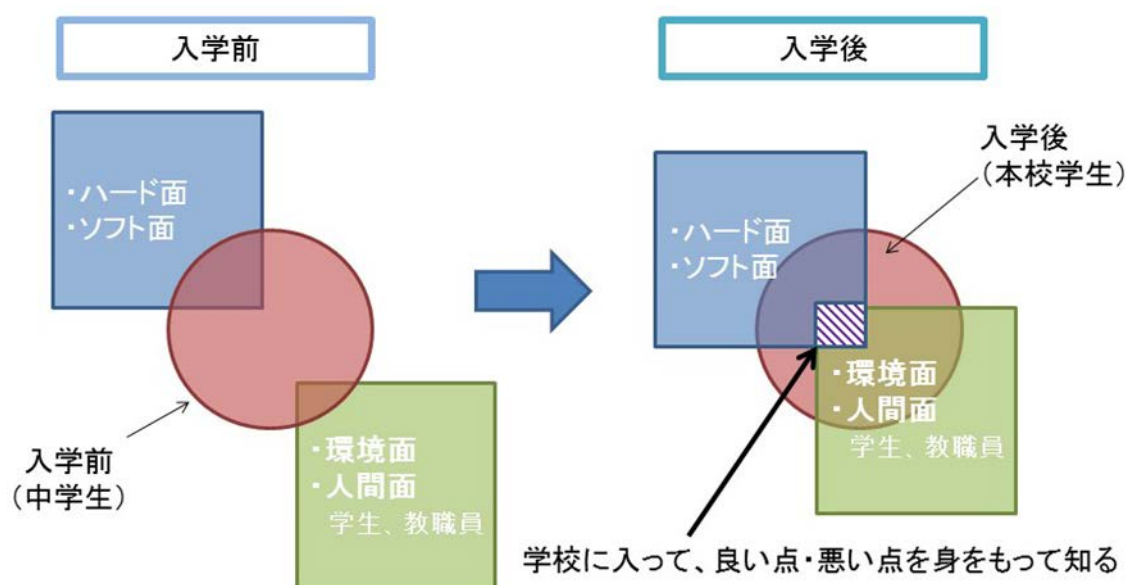 入学前
・ハード面
・ソフト面
入学前
(中学生)
・環境面
・人間面
学生、教職員
入学後
入学後
(本校学生)
・ハード面
・ソフト面
・環境面
・人間面
学生、教職員
学校に入って、良い点・悪い点を身をもって知る